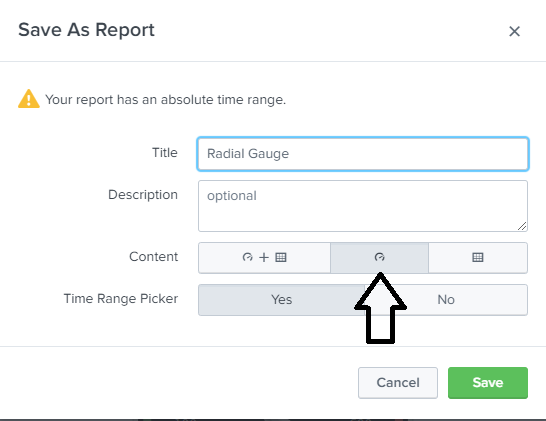 Save As Report
Your report has an absolute time range.
Title Radial Gauge
Description optional
Content +
Time Range Picker Yes No
Cancel Save